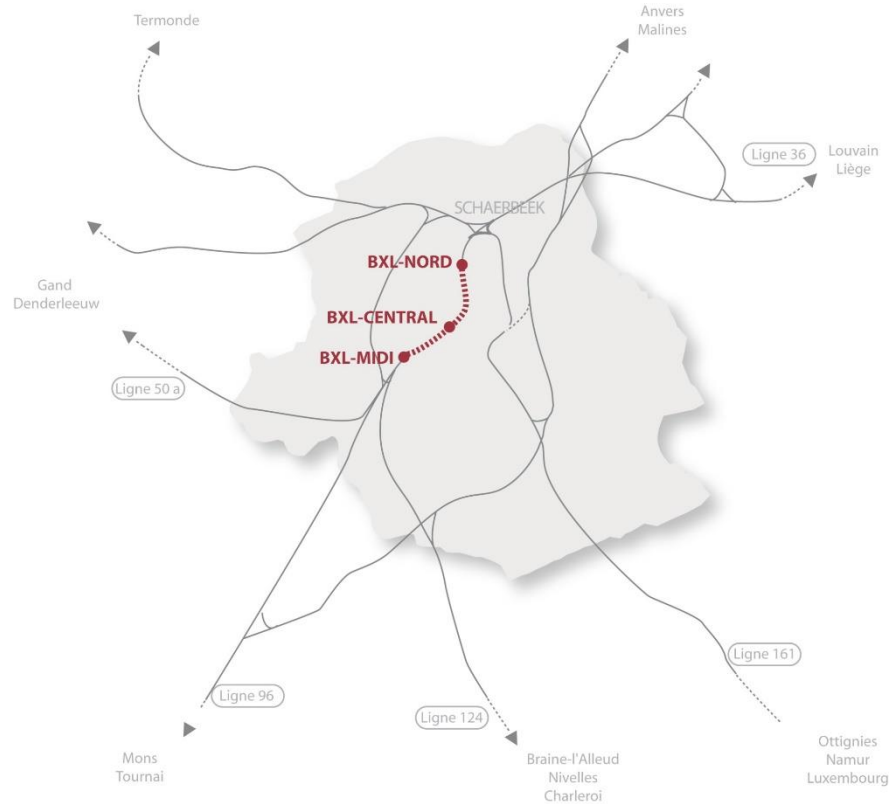 Termonde
Anvers
Malines
Ligne 36
Louvain
Liège
SCHAERBEEK
BXL-NORD
Gand
Denderleeuw
BXL-CENTRAL
BXL-MIDI
Ligne 50 a
Ligne 161
Ligne 96
Ligne 124
Mons
Tournai
Braine-l'Alleud
Nivelles
Charleroi
Ottignies
Namur
Luxembourg